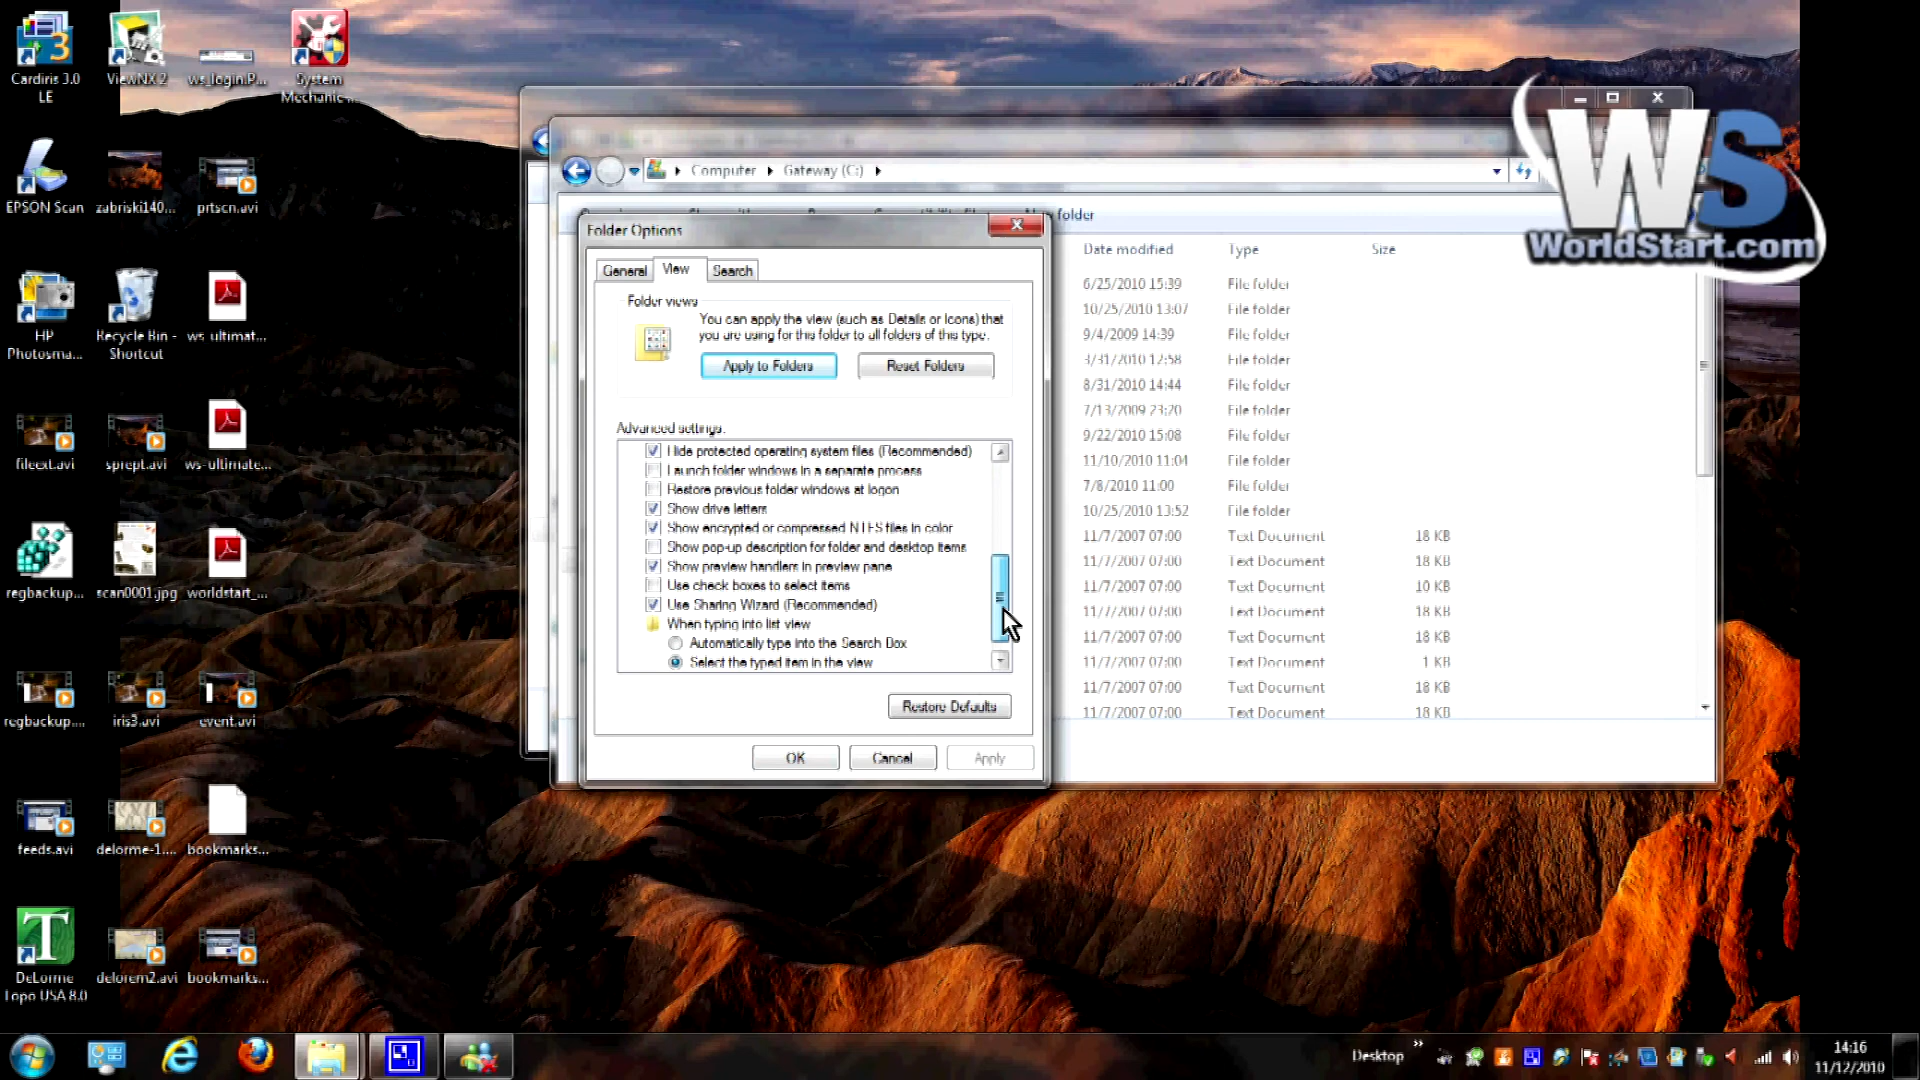 Cardiris 3.0
LE
ViewNX 2
ws_login.P...
System
Mechanic ...
EPSON Scan
zabriski140...
prtscn.avi
HP
Photosma...
Recycle Bin -
Shortcut
ws_ultimat...
fileext.avi
sprept.avi
ws-ultimate...
regbackup...
scan0001.jpg
worldstart_...
regbackup....
iris3.avi
event.avi
feeds.avi
delorme-1....
bookmarks...
DeLorme
Topo USA 8.0
delorem2.avi
bookmarks...
WS
WorldStart.com
Computer
Gateway (C:)
folder
Date modified
Type
Size
6/25/2010 15:39 File folder
10/25/2010 13:07 File folder
9/4/2009 14:39 File folder
3/31/2010 12:58 File folder
8/31/2010 14:44 File folder
7/13/2009 23:20 File folder
9/22/2010 15:08 File folder
11/10/2010 11:04 File folder
7/8/2010 11:00 File folder
10/25/2010 13:52 File folder
11/7/2007 07:00 Text Document 18 KB
11/7/2007 07:00 Text Document 18 KB
11/7/2007 07:00 Text Document 10 KB
11/7/2007 07:00 Text Document 18 KB
11/7/2007 07:00 Text Document 18 KB
11/7/2007 07:00 Text Document 1 KB
11/7/2007 07:00 Text Document 18 KB
11/7/2007 07:00 Text Document 18 KB
Folder Options
General
View
Search
Folder views
You can apply the view (such as Details or Icons) that
you are using for this folder to all folders of this type.
Apply to Folders
Reset Folders
Advanced settings:
Hide protected operating system files (Recommended)
Launch folder windows in a separate process
Restore previous folder windows at logon
Show drive letters
Show encrypted or compressed NTFS files in color
Show pop-up description for folder and desktop items
Show preview handlers in preview pane
Use check boxes to select items
Use Sharing Wizard (Recommended)
When typing into list view
Automatically type into the Search Box
Select the typed item in the view
Restore Defaults
OK
Cancel
Apply
Desktop
14:16
11/12/2010